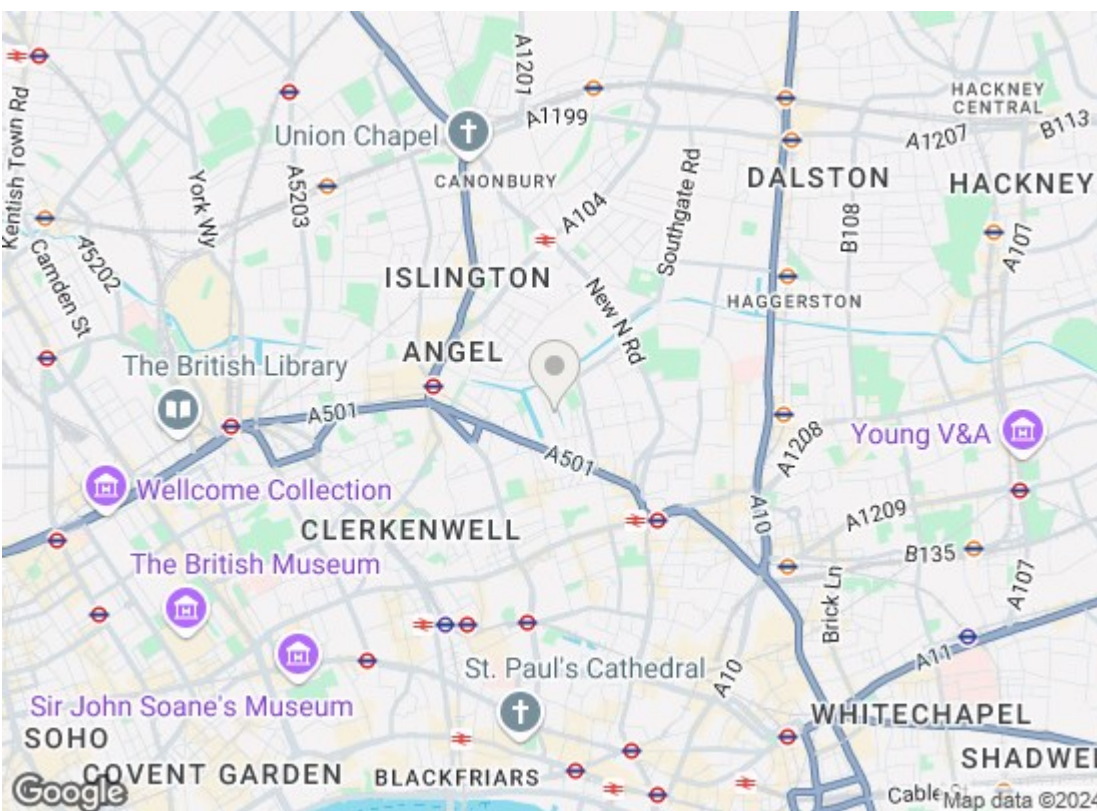 A1201
HACKNEY
CENTRAL
Kentish Town Rd
A1199
B113
Union Chapel
A1207
A5203
York Wy
CANONBURY
Southgate Rd
DALSTON
HACKNEY
A104
B108
A107
Camden St
A5202
ISLINGTON
New N Rd
HAGGERSTON
ANGEL
The British Library
A501
A1208
Young V&A
A501
Wellcome Collection
A10
A1209
CLERKENWELL
B135
The British Museum
A107
Brick Ln
St. Paul's Cathedral
A10
A11
Sir John Soane's Museum
WHITECHAPEL
SOHO
SHADWEL
COVENT GARDEN
BLACKFRIARS
Google
Cable St
Map data ©2024